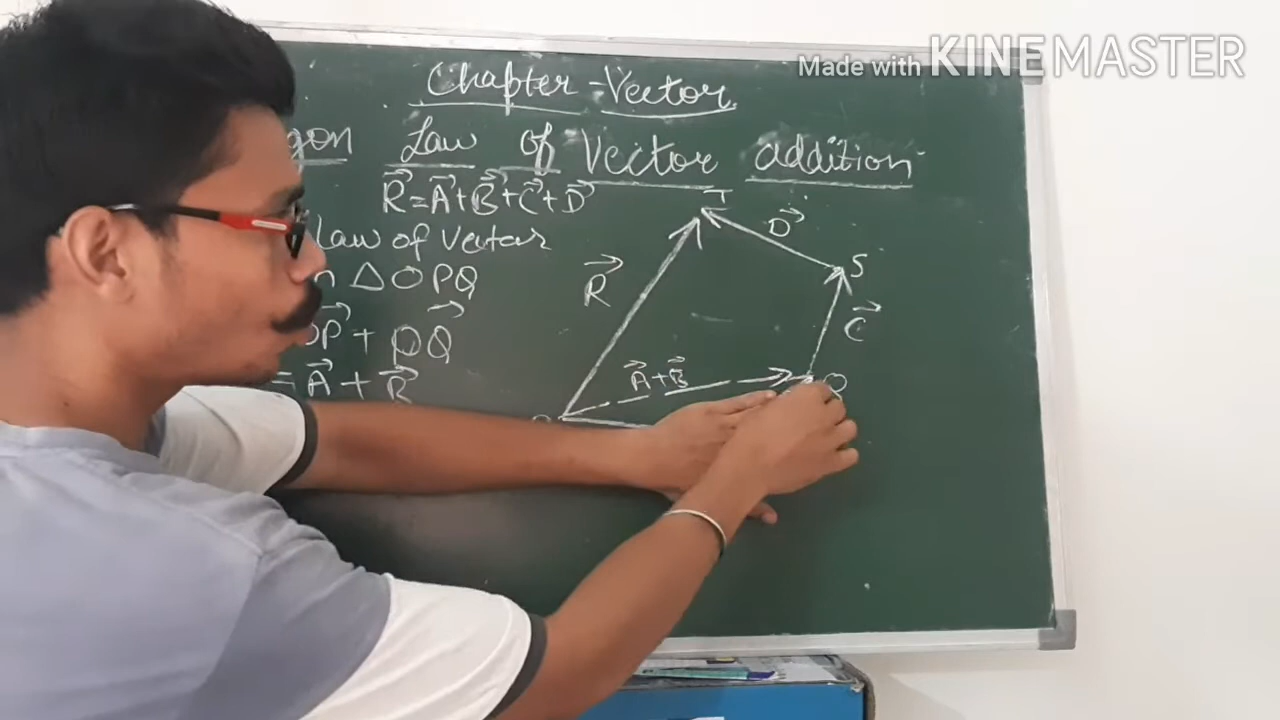 Made with KINEMASTER
Chapter - Vector
gon Law of Vector addition
R⃗ = A⃗ + B⃗ + C⃗ + D⃗
Law of Vector
n △OPQ
OP⃗ + PQ⃗
= A⃗ + B⃗
T
D⃗
S
R⃗
C⃗
A⃗ + B⃗
Q